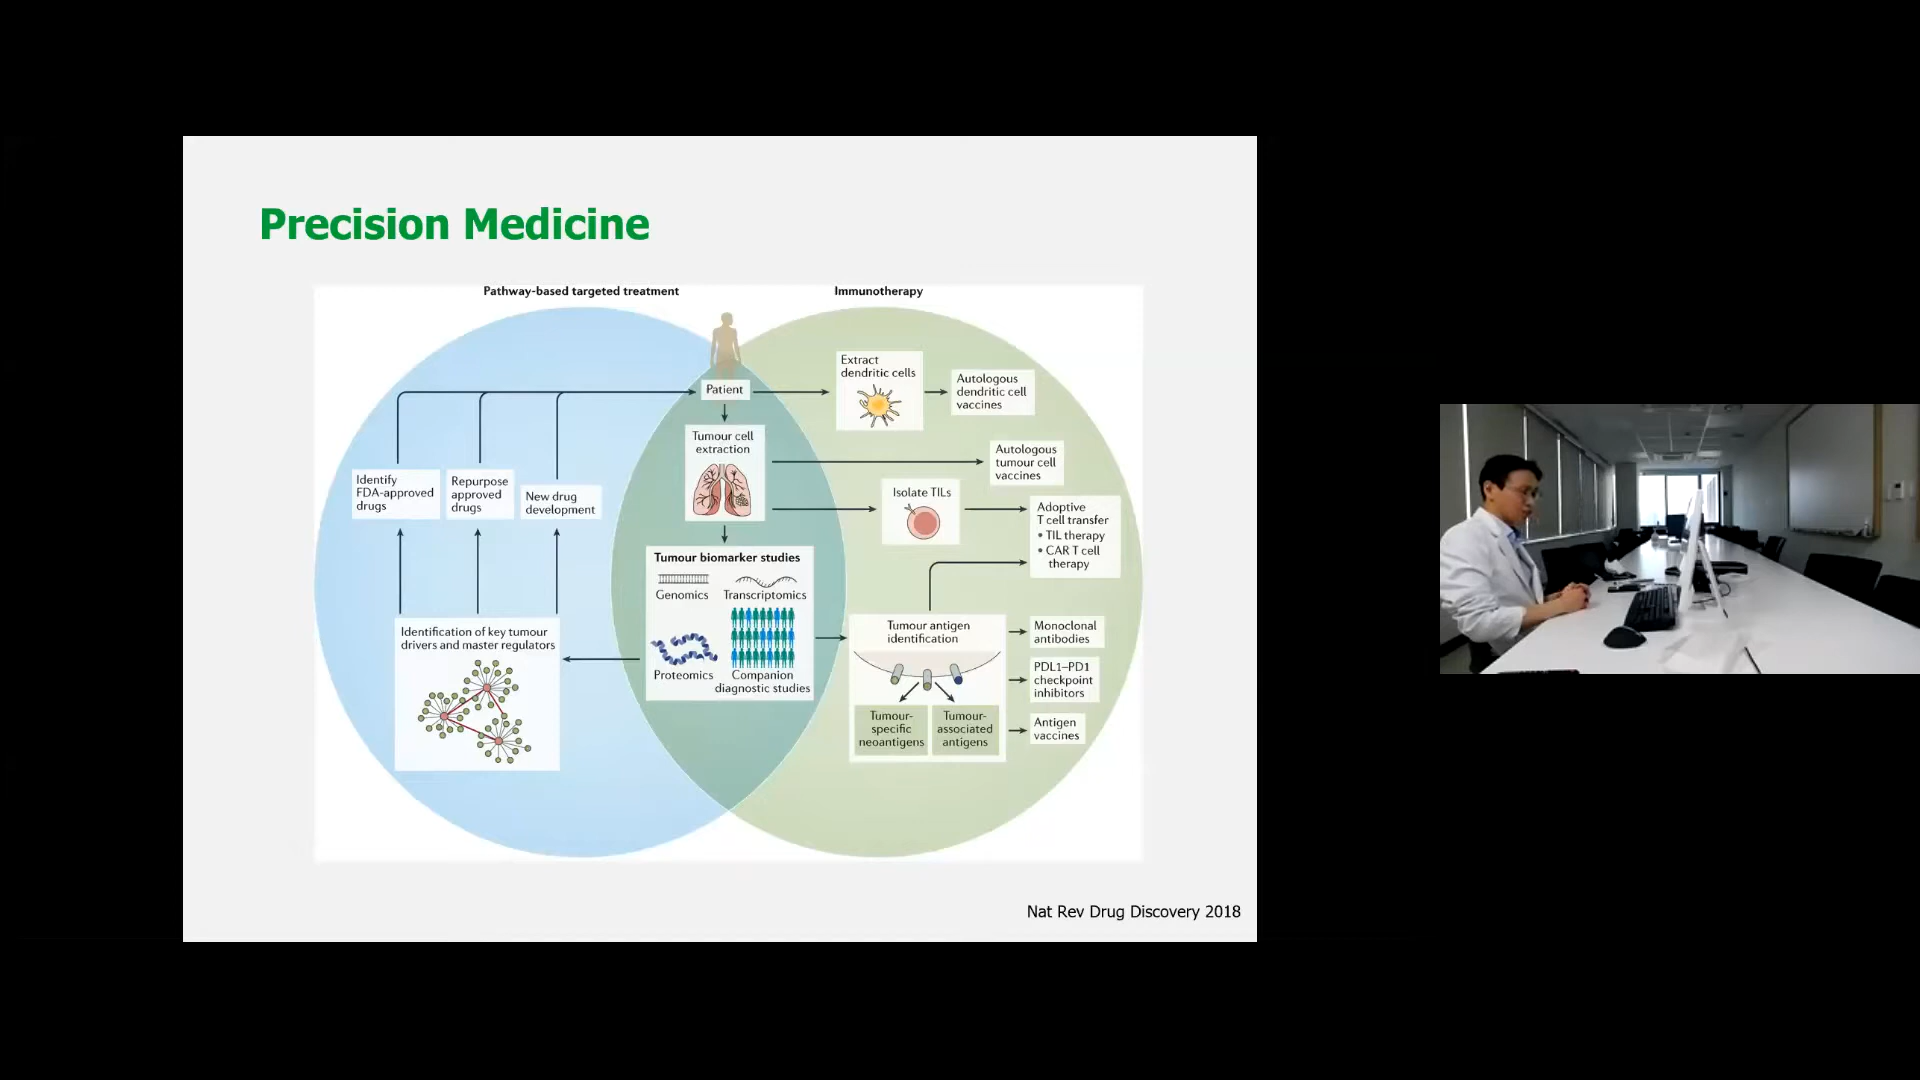 Precision Medicine
Pathway-based targeted treatment
Immunotherapy
Patient
Extract
dendritic cells
Autologous
dendritic cell
vaccines
Tumour cell
extraction
Autologous
tumour cell
vaccines
Identify
FDA-approved
drugs
Repurpose
approved
drugs
New drug
development
Isolate TILs
Adoptive
T cell transfer
• TIL therapy
• CAR T cell
therapy
Tumour biomarker studies
Genomics
Transcriptomics
Proteomics
Companion
diagnostic studies
Identification of key tumour
drivers and master regulators
Tumour antigen
identification
Tumour-
specific
neoantigens
Tumour-
associated
antigens
Monoclonal
antibodies
PDL1–PD1
checkpoint
inhibitors
Antigen
vaccines
Nat Rev Drug Discovery 2018